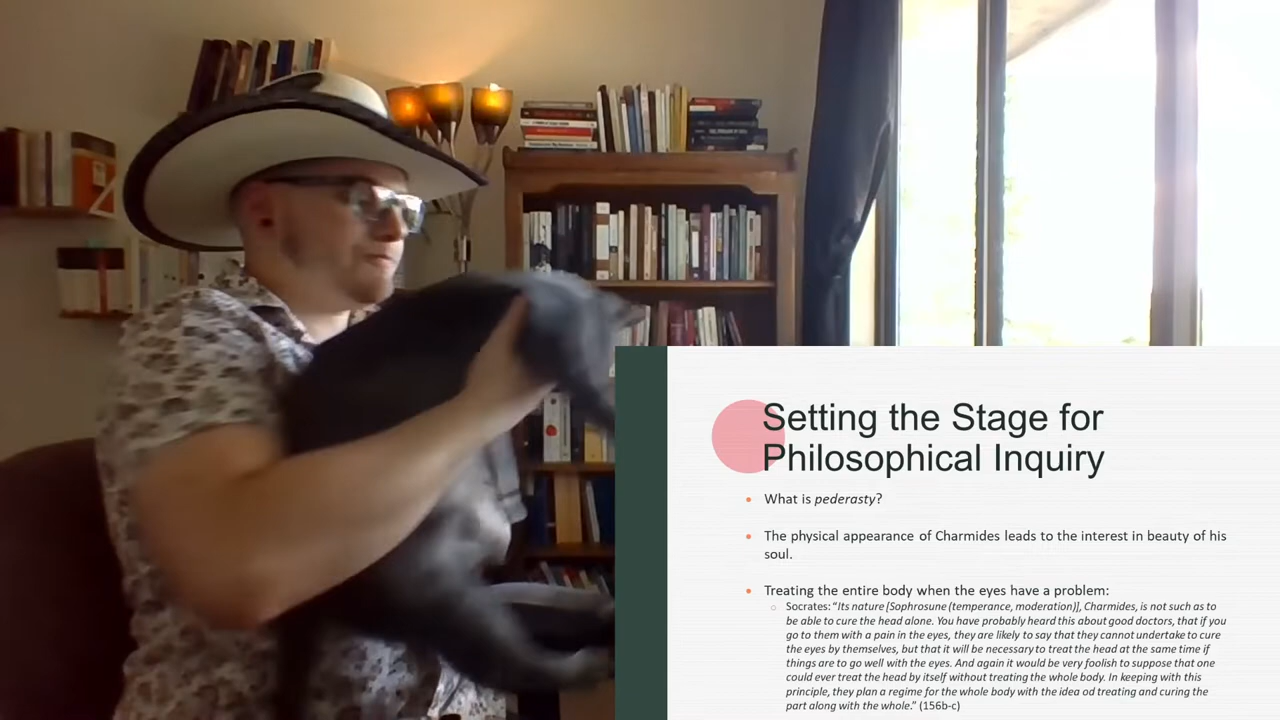 Setting the Stage for
Philosophical Inquiry
• What is pederasty?
• The physical appearance of Charmides leads to the interest in beauty of his
soul.
• Treating the entire body when the eyes have a problem:
○ Socrates: “Its nature [Sophrosune (temperance, moderation)], Charmides, is not such as to
be able to cure the head alone. You have probably heard this about good doctors, that if you
go to them with a pain in the eyes, they are likely to say that they cannot undertake to cure
the eyes by themselves, but that it will be necessary to treat the head at the same time if
things are to go well with the eyes. And again it would be very foolish to suppose that one
could ever treat the head by itself without treating the whole body. In keeping with this
principle, they plan a regime for the whole body with the idea od treating and curing the
part along with the whole.” (156b-c)